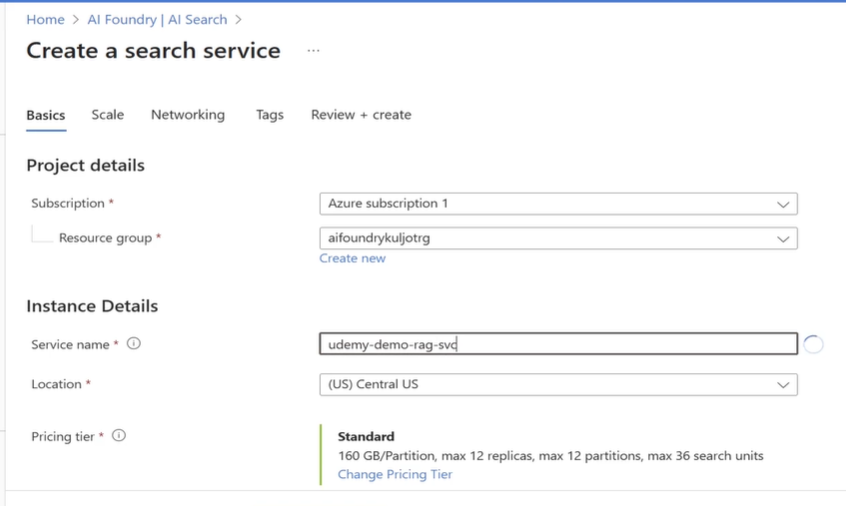 Home > AI Foundry | AI Search >
Create a search service ...
Basics Scale Networking Tags Review + create
Project details
Subscription * Azure subscription 1
Resource group * aifoundrykuljotrg
Create new
Instance Details
Service name * udemy-demo-rag-svc
Location * (US) Central US
Pricing tier * Standard
160 GB/Partition, max 12 replicas, max 12 partitions, max 36 search units
Change Pricing Tier